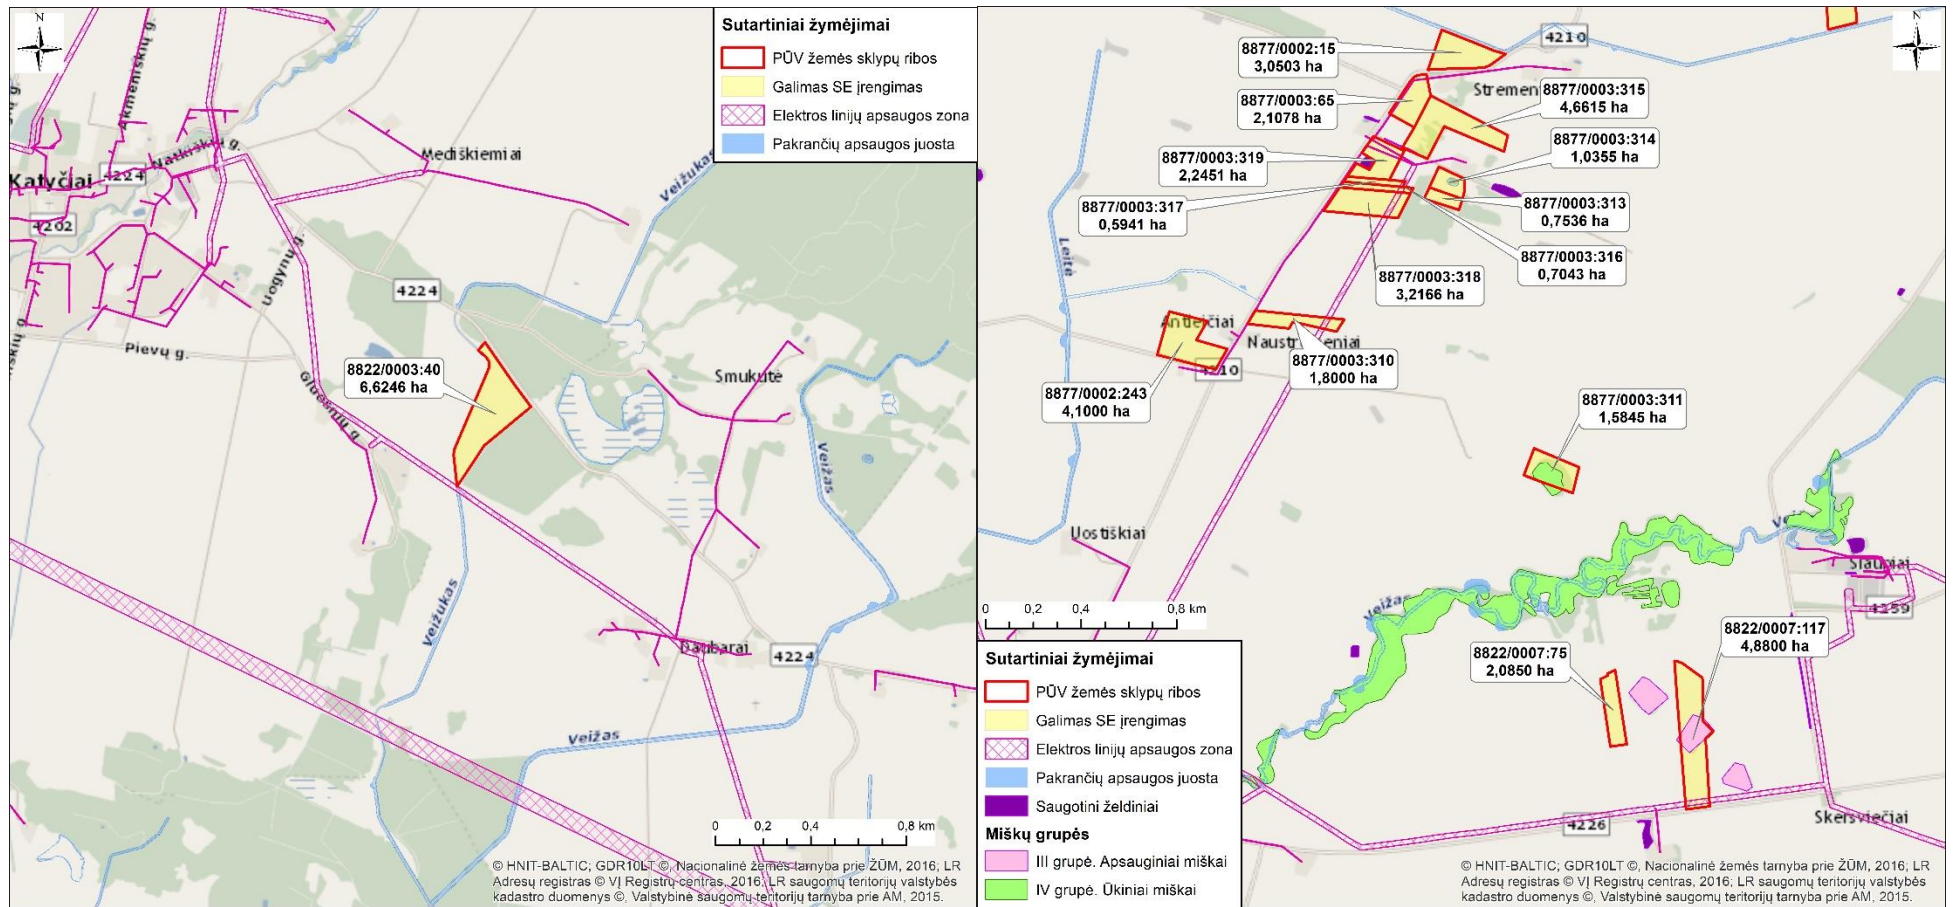 N
Akmeniškių g.
Natkiškių g.
Katyčiai
4224
4202
Mediškiemiai
Veižukas
Uogynų g.
4224
Pievų g.
Gluosnių g.
8822/0003:40
6,6246 ha
Smukutė
Veižas
Veižukas
Daubarai
4224
Veižas
Sutartiniai žymėjimai
PŪV žemės sklypų ribos
Galimas SE įrengimas
Elektros linijų apsaugos zona
Pakrančių apsaugos juosta
0 0,2 0,4 0,8 km
© HNIT-BALTIC; GDR10LT ©, Nacionalinė žemės tarnyba prie ŽŪM, 2016; LR
Adresų registras © VĮ Registrų centras, 2016; LR saugomų teritorijų valstybės
kadastro duomenys ©, Valstybinė saugomų teritorijų tarnyba prie AM, 2015.
N
4210
8877/0002:15
3,0503 ha
8877/0003:65
2,1078 ha
8877/0003:315
4,6615 ha
8877/0003:314
1,0355 ha
8877/0003:319
2,2451 ha
8877/0003:317
0,5941 ha
8877/0003:313
0,7536 ha
8877/0003:316
0,7043 ha
8877/0003:318
3,2166 ha
Leitė
Antleičiai
4210
8877/0003:310
1,8000 ha
8877/0002:243
4,1000 ha
8877/0003:311
1,5845 ha
Uostiškiai
Veižas
4259
0 0,2 0,4 0,8 km
8822/0007:75
2,0850 ha
8822/0007:117
4,8800 ha
4226
Skersviečiai
Sutartiniai žymėjimai
PŪV žemės sklypų ribos
Galimas SE įrengimas
Elektros linijų apsaugos zona
Pakrančių apsaugos juosta
Saugotini želdiniai
Miškų grupės
III grupė. Apsauginiai miškai
IV grupė. Ūkiniai miškai
© HNIT-BALTIC; GDR10LT ©, Nacionalinė žemės tarnyba prie ŽŪM, 2016; LR
Adresų registras © VĮ Registrų centras, 2016; LR saugomų teritorijų valstybės
kadastro duomenys ©, Valstybinė saugomų teritorijų tarnyba prie AM, 2015.